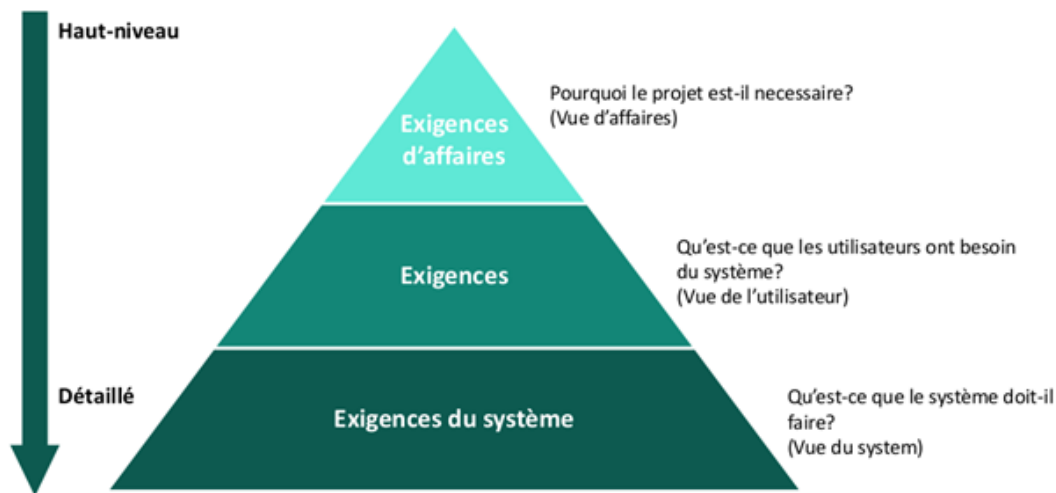 Haut-niveau
Exigences
d'affaires
Pourquoi le projet est-il necessaire?
(Vue d'affaires)
Exigences
Qu'est-ce que les utilisateurs ont besoin
du système?
(Vue de l'utilisateur)
Détaillé
Exigences du système
Qu'est-ce que le système doit-il
faire?
(Vue du system)